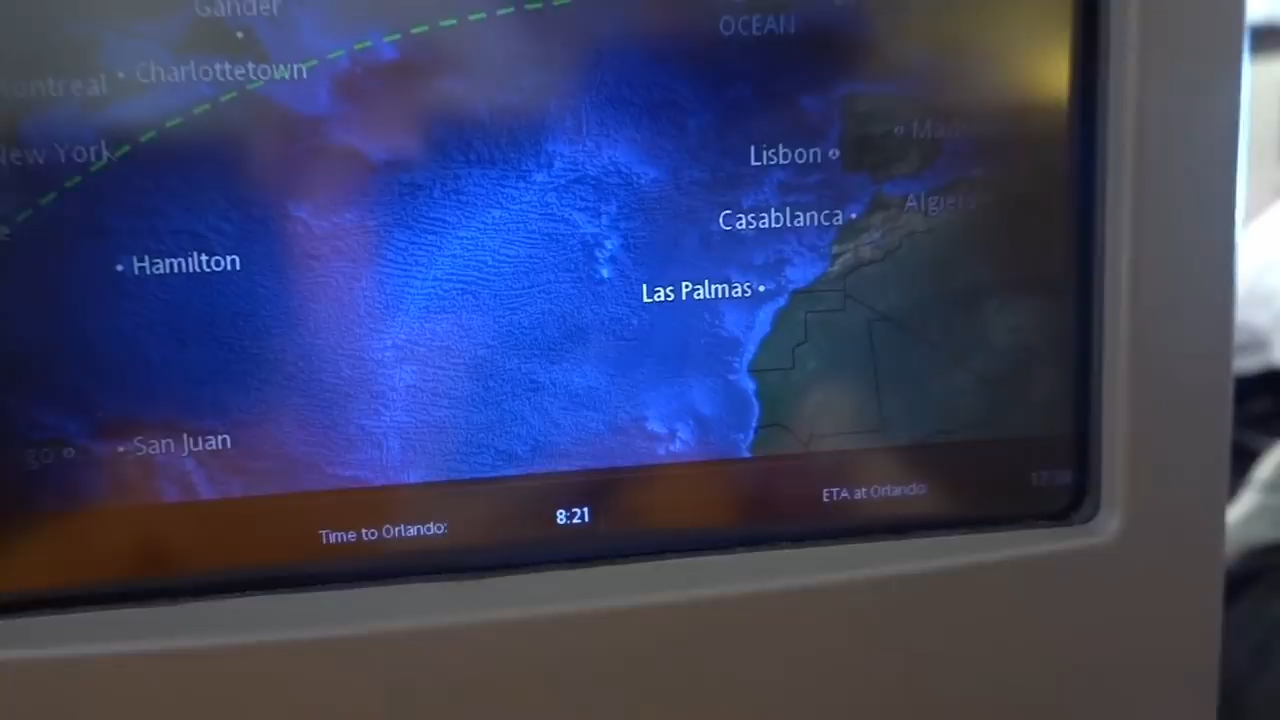 Gander
OCEAN
Charlottetown
New York
Lisbon
Casablanca
Algiers
Hamilton
Las Palmas
San Juan
Time to Orlando:
8:21
ETA at Orlando: